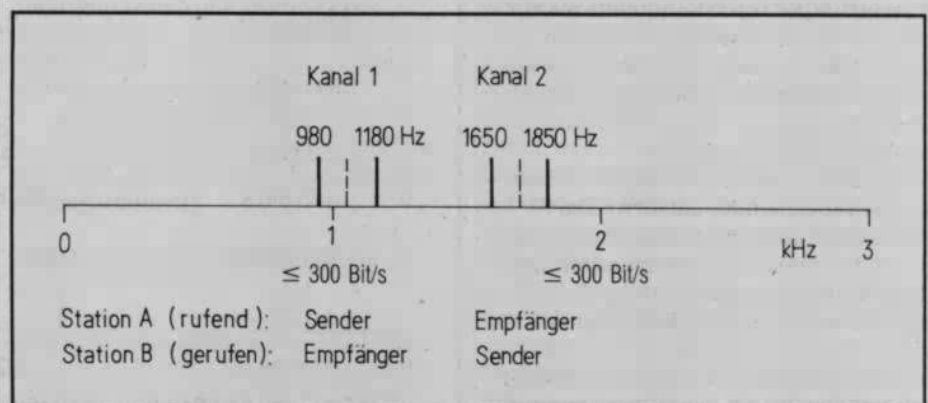 Kanal 1 Kanal 2
980 1180 Hz 1650 1850 Hz
0 1 2 kHz 3
≤ 300 Bit/s ≤ 300 Bit/s
Station A (rufend): Sender Empfänger
Station B (gerufen): Empfänger Sender